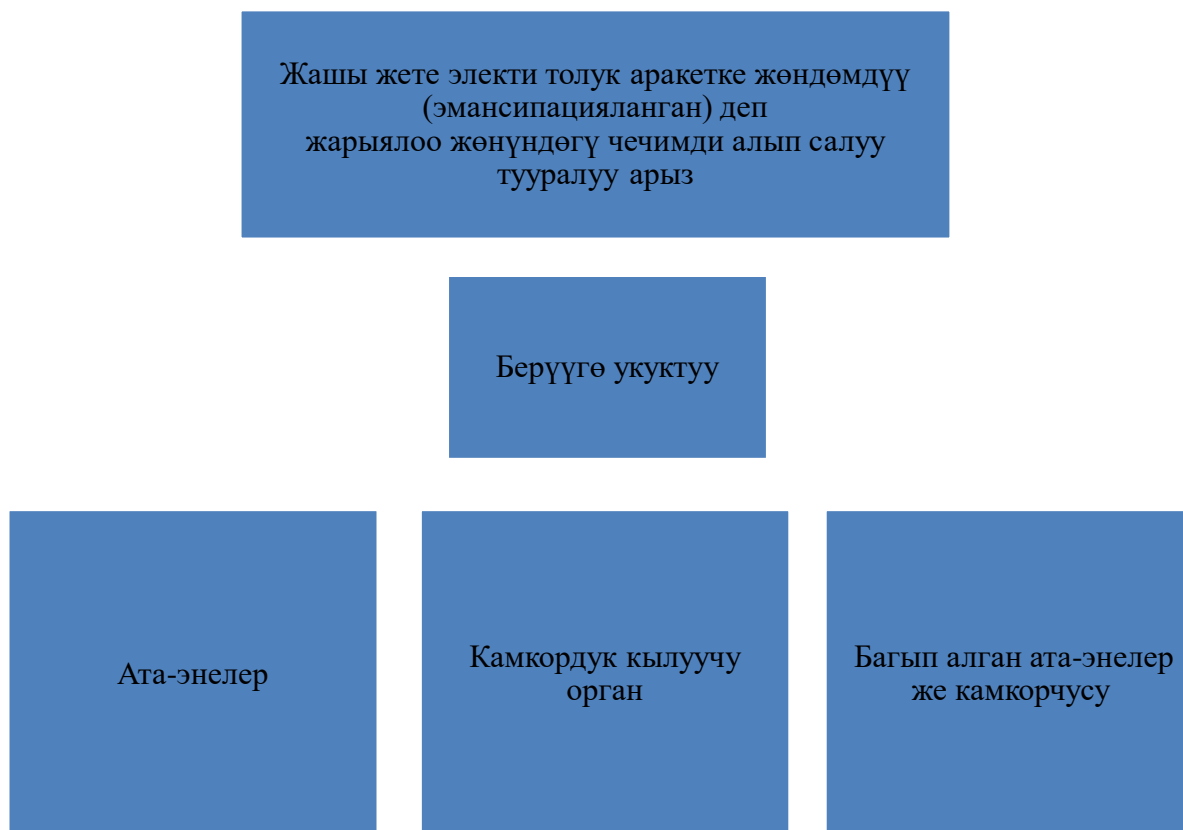 Жашы жете электи толук аракетке жөндөмдүү
(эмансипацияланган) деп
жарыялоо жөнүндөгү чечимди алып салуу
тууралуу арыз
Берүүгө укуктуу
Ата-энелер
Камкордук кылуучу
орган
Багып алган ата-энелер
же камкорчусу